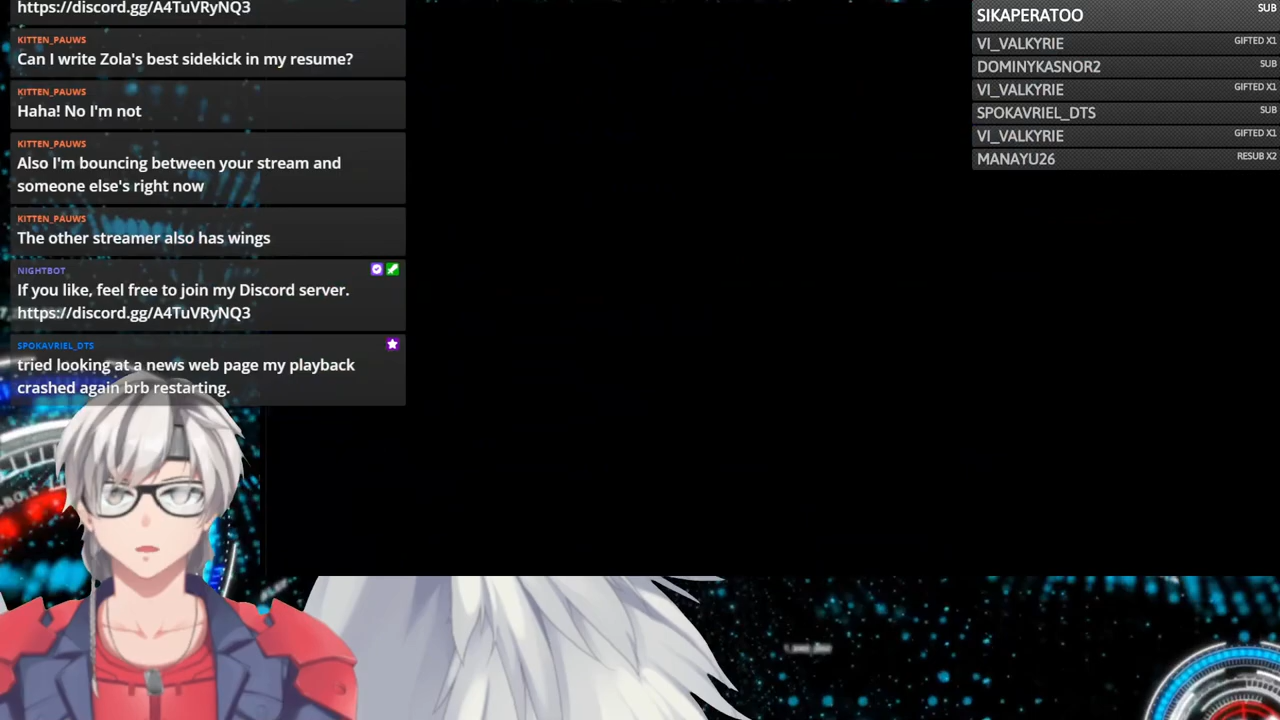 https://discord.gg/A4TuVRyNQ3
KITTEN_PAUWS
Can I write Zola's best sidekick in my resume?
KITTEN_PAUWS
Haha! No I'm not
KITTEN_PAUWS
Also I'm bouncing between your stream and
someone else's right now
KITTEN_PAUWS
The other streamer also has wings
NIGHTBOT
If you like, feel free to join my Discord server.
https://discord.gg/A4TuVRyNQ3
SPOKAVRIEL_DTS
tried looking at a news web page my playback
crashed again brb restarting.
SIKAPERATOO SUB
VI_VALKYRIE GIFTED X1
DOMINYKASNOR2 SUB
VI_VALKYRIE GIFTED X1
SPOKAVRIEL_DTS SUB
VI_VALKYRIE GIFTED X1
MANAYU26 RESUB X2